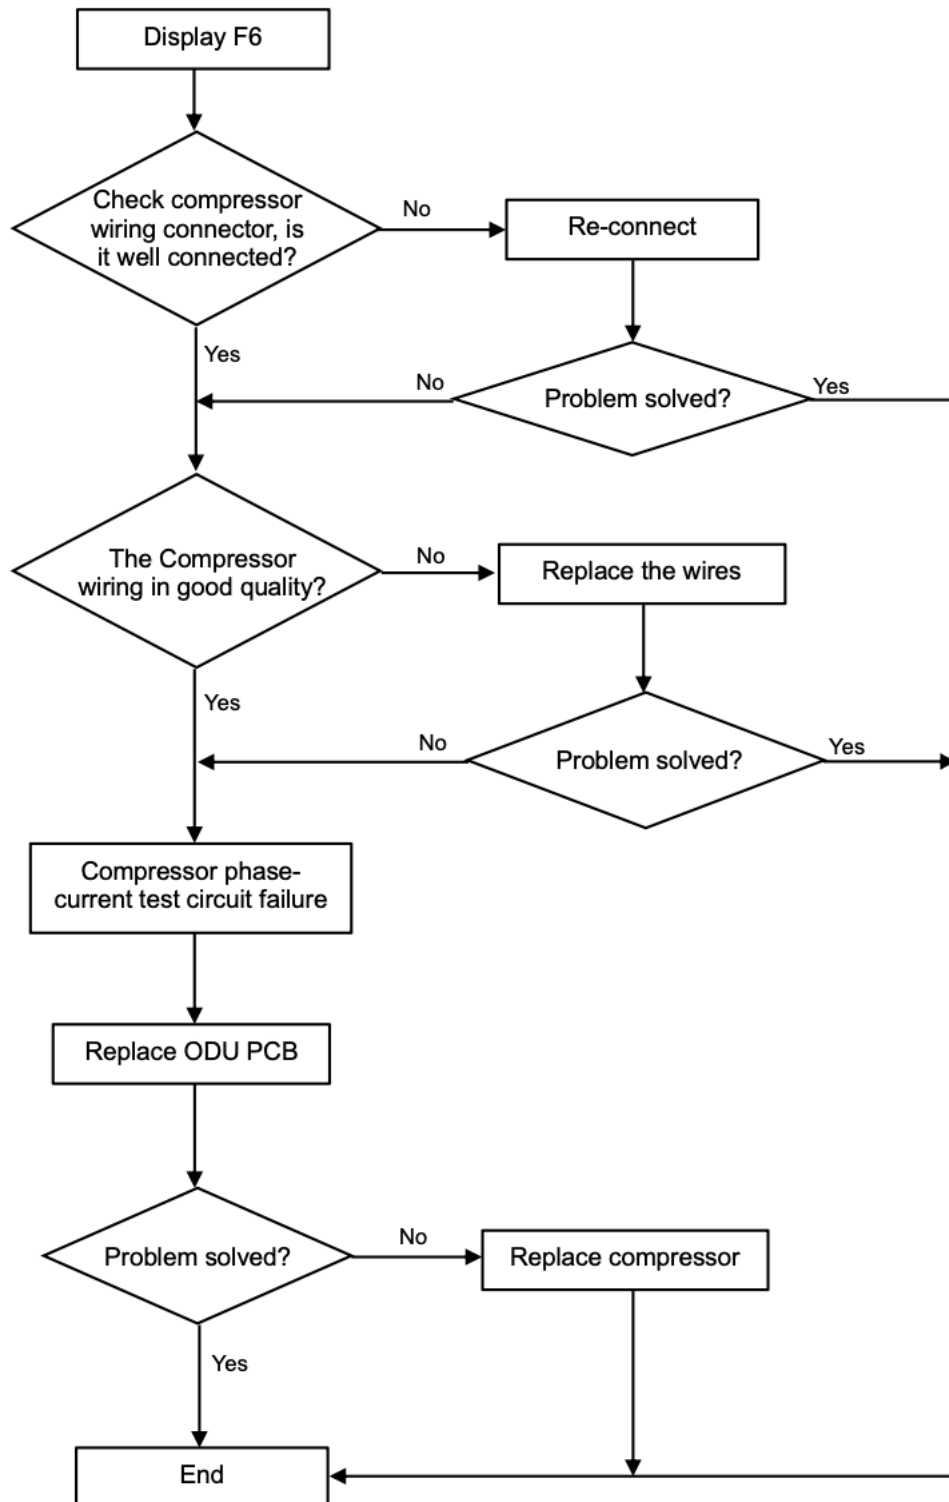 Display F6
Check compressor
wiring connector, is
it well connected?
No
Re-connect
Yes
No
Problem solved?
Yes
The Compressor
wiring in good quality?
No
Replace the wires
Yes
No
Problem solved?
Yes
Compressor phase-
current test circuit failure
Replace ODU PCB
Problem solved?
No
Replace compressor
Yes
End